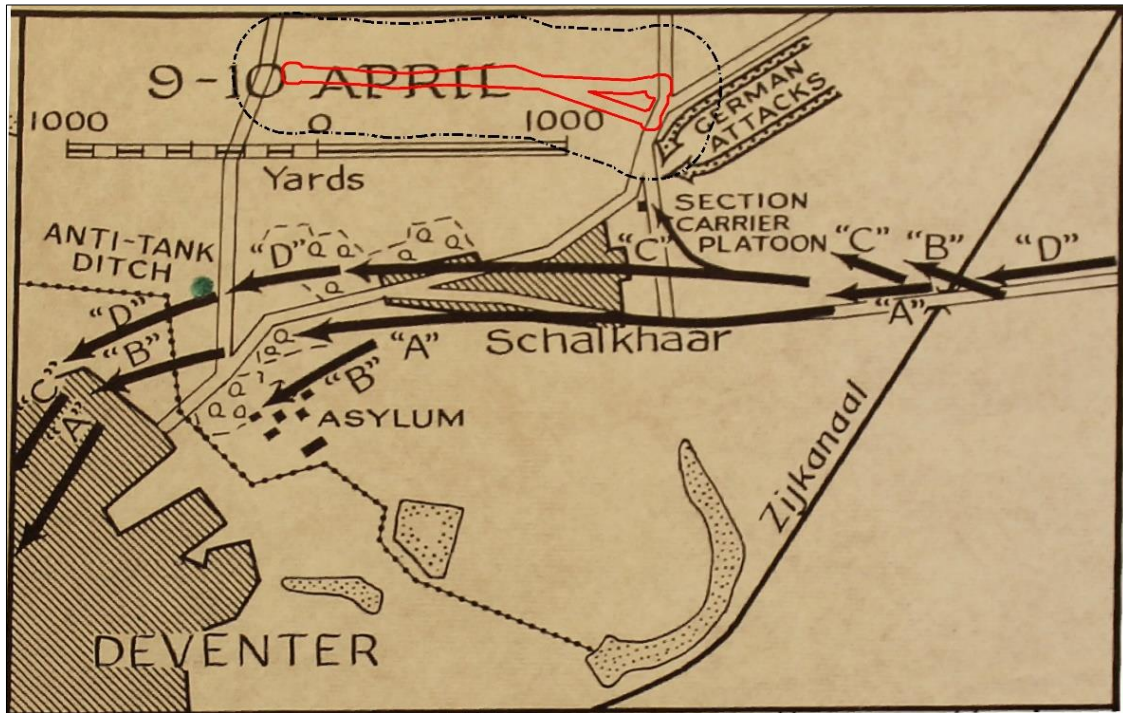 9-10 APRIL
1000 0 1000
Yards
GERMAN
ATTACKS
SECTION
CARRIER
PLATOON
ANTI-TANK
DITCH
"D"
"C"
"C"
"B"
"D"
"D"
"B"
"A"
"A"
"B"
"C"
"A"
Schalkhaar
ASYLUM
Zijkanaal
DEVENTER